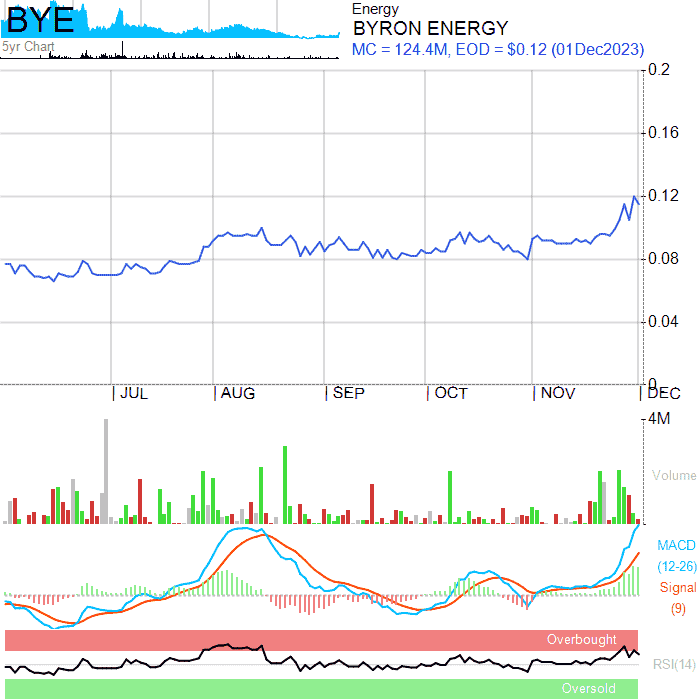 BYE
5yr Chart
Energy
BYRON ENERGY
MC = 124.4M, EOD = $0.12 (01Dec2023)
0.2
0.16
0.12
0.08
0.04
0
JUL AUG SEP OCT NOV DEC
4M
Volume
MACD
(12-26)
Signal
(9)
Overbought
RSI(14)
Oversold